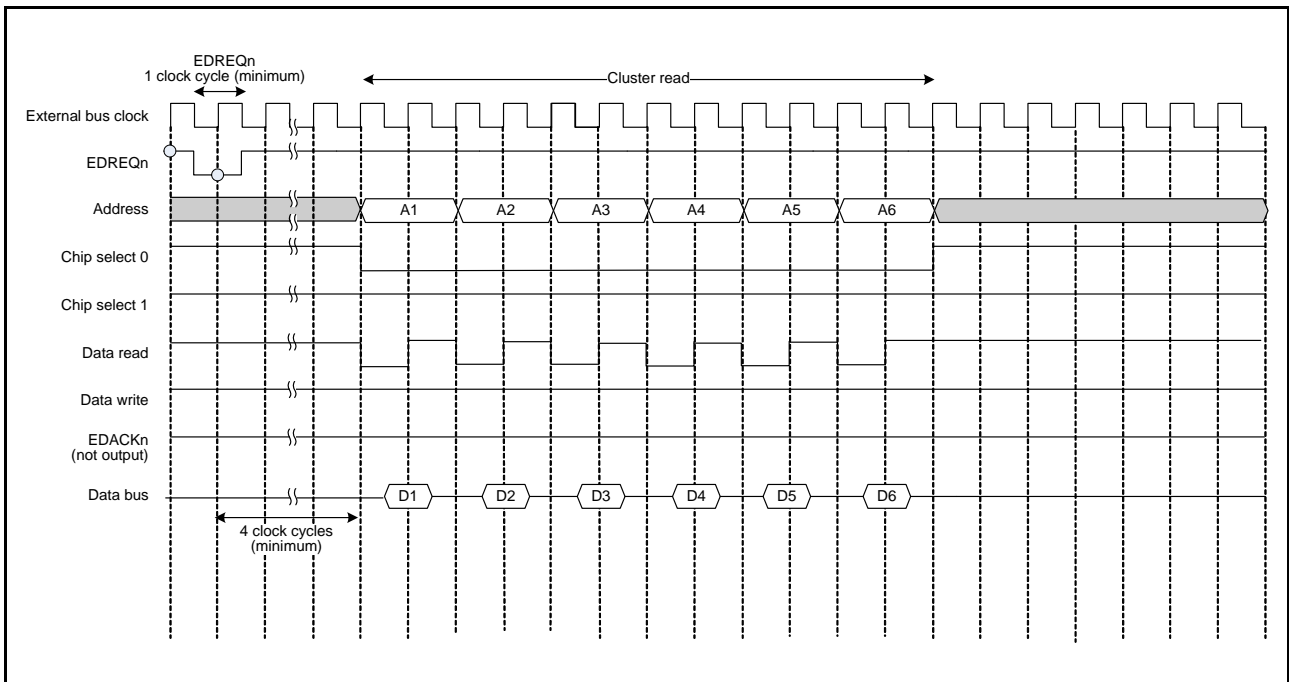 EDREQn
1 clock cycle (minimum)
Cluster read
External bus clock
EDREQn
Address
A1 A2 A3 A4 A5 A6
Chip select 0
Chip select 1
Data read
Data write
EDACKn
(not output)
Data bus
D1 D2 D3 D4 D5 D6
4 clock cycles
(minimum)